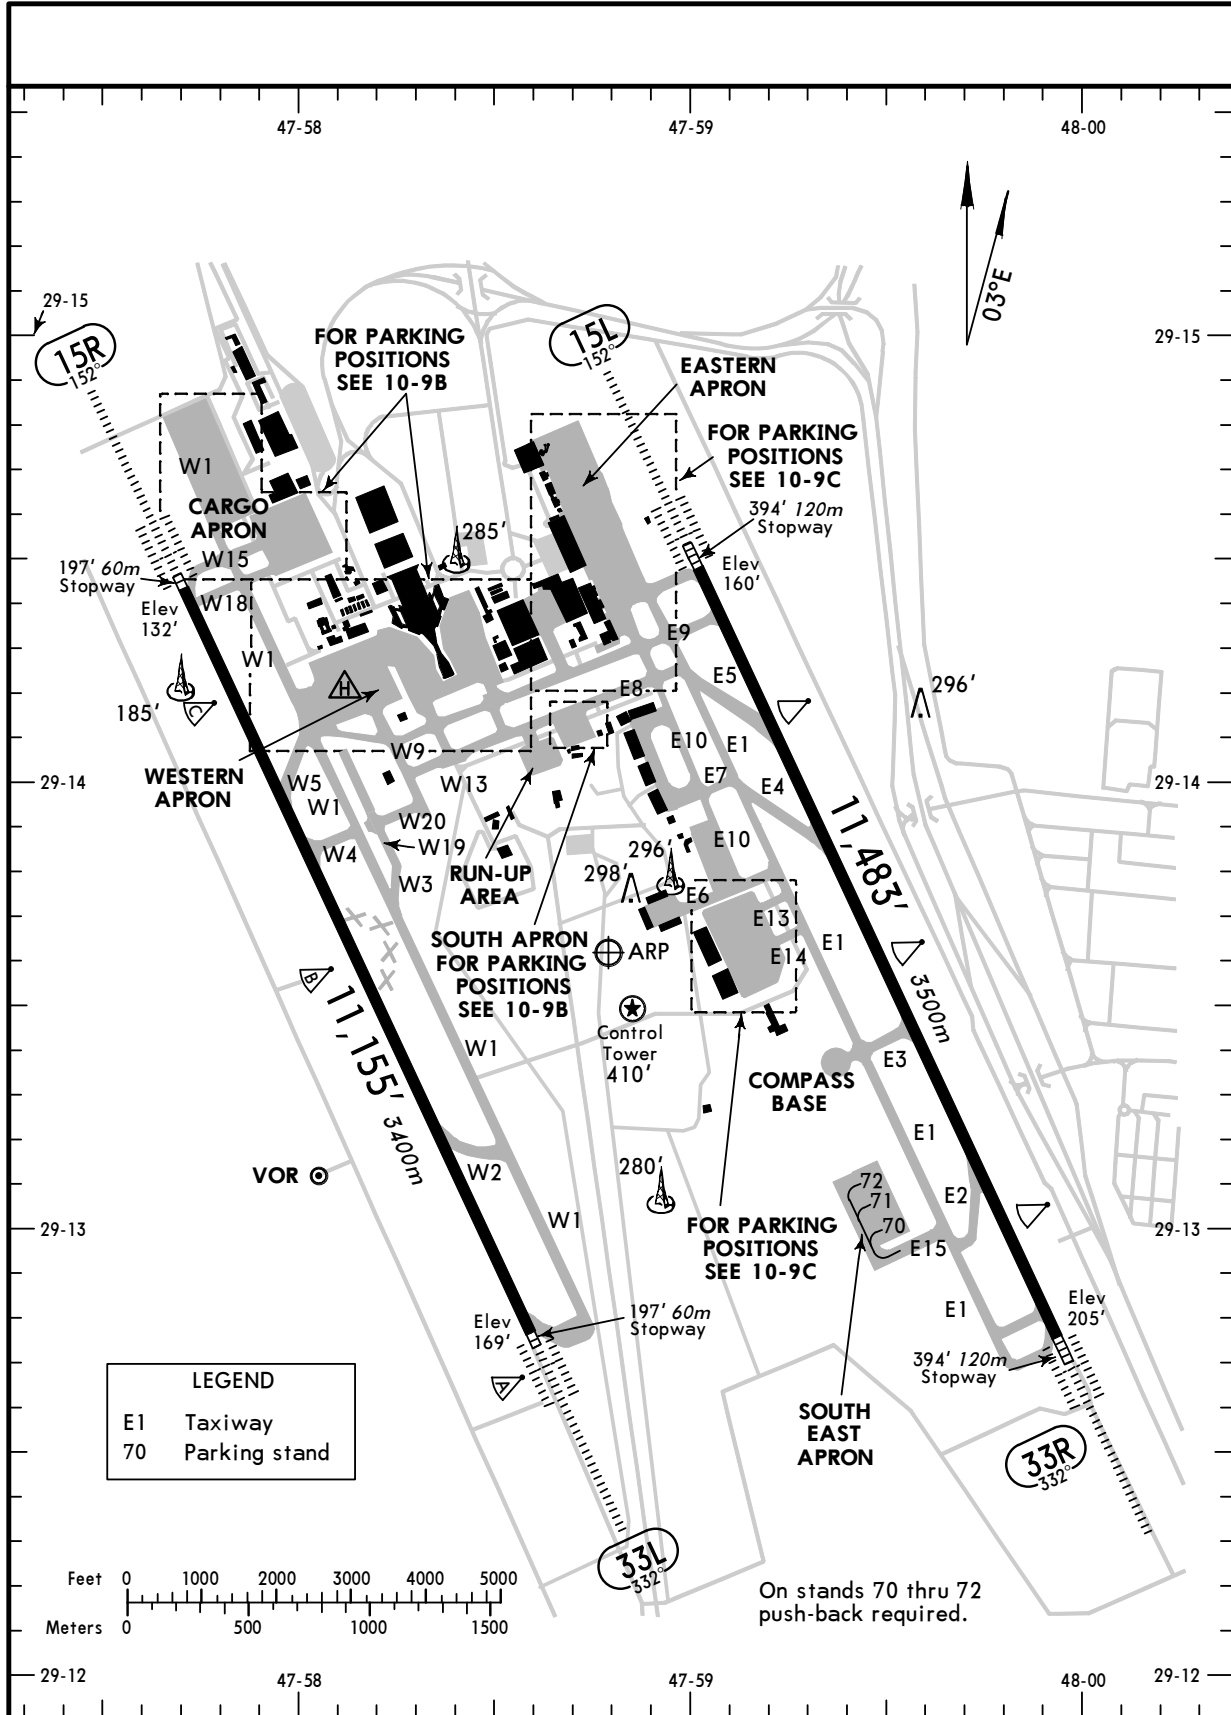 47-58
47-59
48-00
03°E
29-15
29-15
15R
152°
FOR PARKING
POSITIONS
SEE 10-9B
15L
152°
EASTERN
APRON
FOR PARKING
POSITIONS
SEE 10-9C
394' 120m
Stopway
W1
CARGO
APRON
285'
197' 60m
Stopway
W15
Elev
160'
W18
Elev
132'
E9
W1
E5
H
E8
296'
185'
C
W9
E10
E1
WESTERN
APRON
W5
W13
E7
E4
29-14
29-14
W1
W20
W19
W4
E10
11,483'
3500m
W3
RUN-UP
AREA
296'
298'
E6
E13
E1
E14
SOUTH APRON
FOR PARKING
POSITIONS
SEE 10-9B
ARP
B
11,155'
3400m
Control
Tower
410'
W1
E3
COMPASS
BASE
E1
VOR
W2
280'
72
71
70
E2
W1
29-13
29-13
FOR PARKING
POSITIONS
SEE 10-9C
E15
E1
Elev
169'
197' 60m
Stopway
Elev
205'
394' 120m
Stopway
A
LEGEND
E1 Taxiway
70 Parking stand
SOUTH
EAST
APRON
33R
332°
33L
332°
On stands 70 thru 72
push-back required.
Feet 0 1000 2000 3000 4000 5000
Meters 0 500 1000 1500
29-12
29-12
47-58
47-59
48-00